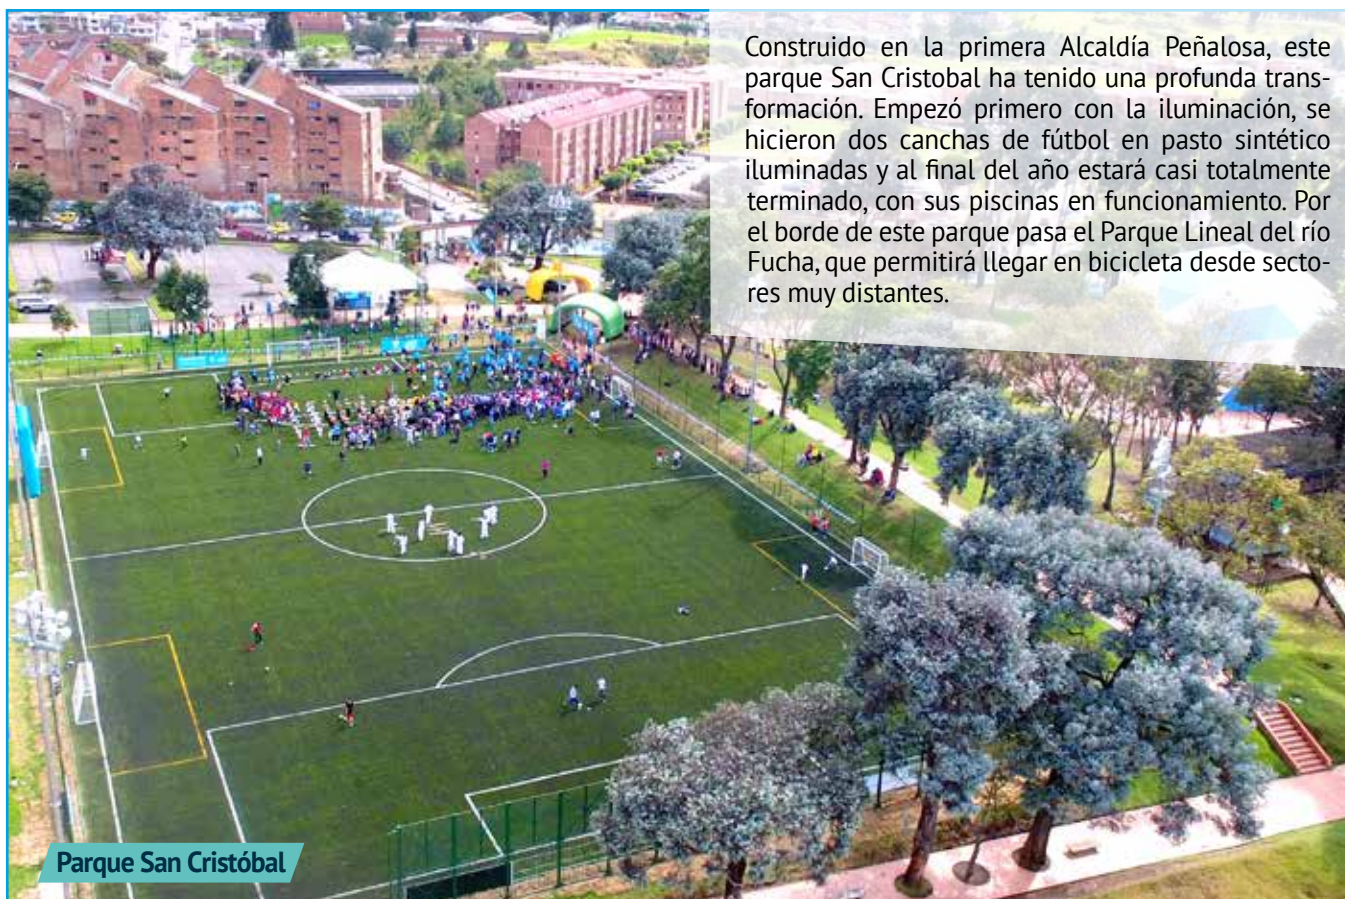 Construido en la primera Alcaldía Peñalosa, este
parque San Cristobal ha tenido una profunda trans-
formación. Empezó primero con la iluminación, se
hicieron dos canchas de fútbol en pasto sintético
iluminadas y al final del año estará casi totalmente
terminado, con sus piscinas en funcionamiento. Por
el borde de este parque pasa el Parque Lineal del río
Fucha, que permitirá llegar en bicicleta desde secto-
res muy distantes.
Parque San Cristóbal